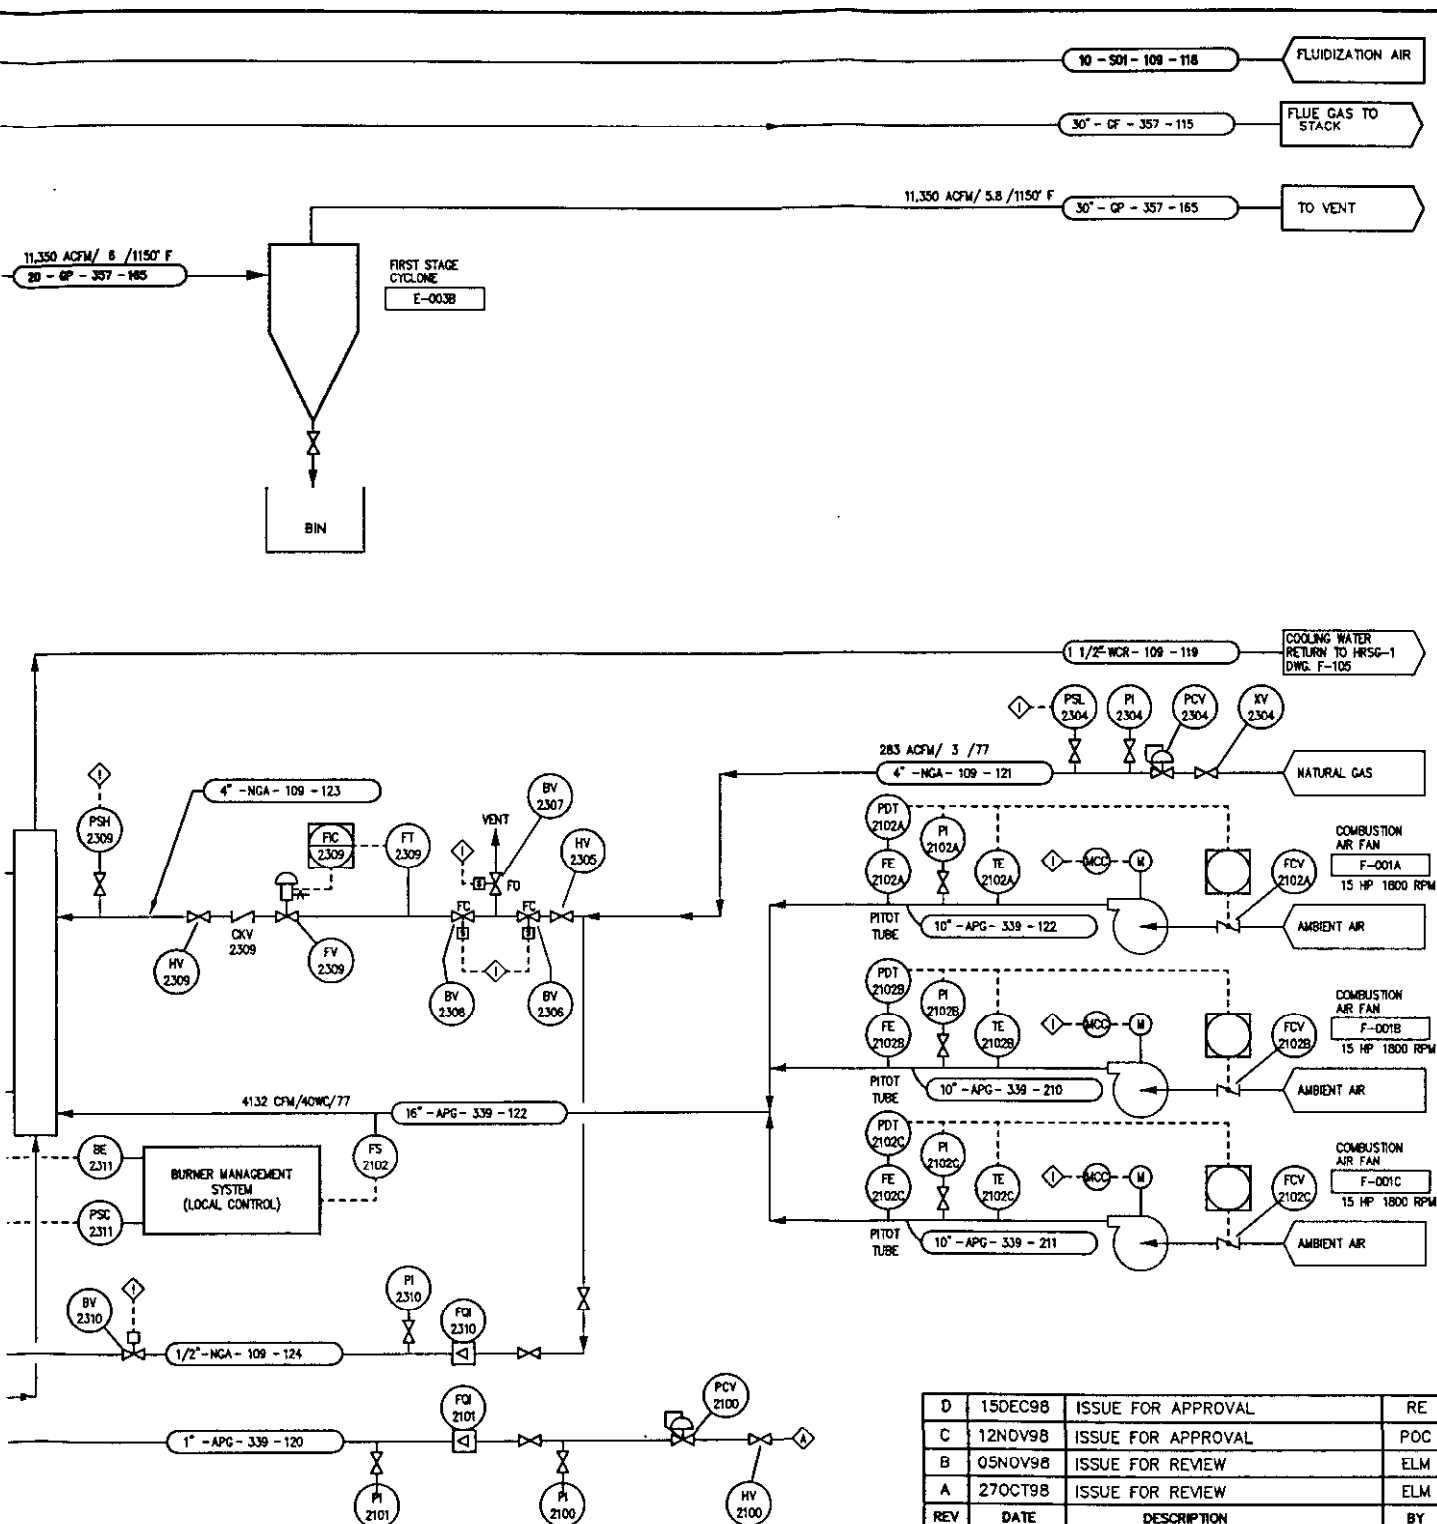 10 - S01 - 109 - 118
FLUIDIZATION AIR
30" - GF - 357 - 115
FLUE GAS TO
STACK
11,350 ACFM/ 5.8 /1150° F
30" - GP - 357 - 165
TO VENT
11,350 ACFM/ 6 /1150° F
20 - GP - 357 - 165
FIRST STAGE
CYCLONE
E-003B
BIN
1 1/2" WCR - 109 - 119
COOLING WATER
RETURN TO HRSG-1
DWG. F-105
I
PSL
2304
PI
2304
PCV
2304
XV
2304
283 ACFM/ 3 /77
4" - NGA - 109 - 121
NATURAL GAS
I
PSH
2309
4" - NGA - 109 - 123
FIC
2309
FT
2309
I
VENT
BV
2307
S
FO
HV
2305
FC
FC
S
S
I
HV
2309
CKV
2309
FV
2309
BV
2308
BV
2306
PDT
2102A
PI
2102A
FE
2102A
TE
2102A
I
MCC
M
FCV
2102A
COMBUSTION
AIR FAN
F-001A
15 HP 1800 RPM
PITOT
TUBE
10" - APG - 339 - 122
AMBIENT AIR
PDT
2102B
PI
2102B
FE
2102B
TE
2102B
I
MCC
M
FCV
2102B
COMBUSTION
AIR FAN
F-001B
15 HP 1800 RPM
PITOT
TUBE
10" - APG - 339 - 210
AMBIENT AIR
4132 CFM/40WC/77
16" - APG - 339 - 122
PDT
2102C
PI
2102C
FE
2102C
TE
2102C
I
MCC
M
FCV
2102C
COMBUSTION
AIR FAN
F-001C
15 HP 1800 RPM
PITOT
TUBE
10" - APG - 339 - 211
AMBIENT AIR
BE
2311
PSC
2311
BURNER MANAGEMENT
SYSTEM
(LOCAL CONTROL)
FS
2102
BV
2310
I
1/2" - NGA - 109 - 124
PI
2310
FQI
2310
1" - APG - 339 - 120
FQI
2101
PCV
2100
A
PI
2101
PI
2100
HV
2100
D 15DEC98 ISSUE FOR APPROVAL RE
C 12NOV98 ISSUE FOR APPROVAL POC
B 05NOV98 ISSUE FOR REVIEW ELM
A 27OCT98 ISSUE FOR REVIEW ELM
REV DATE DESCRIPTION BY